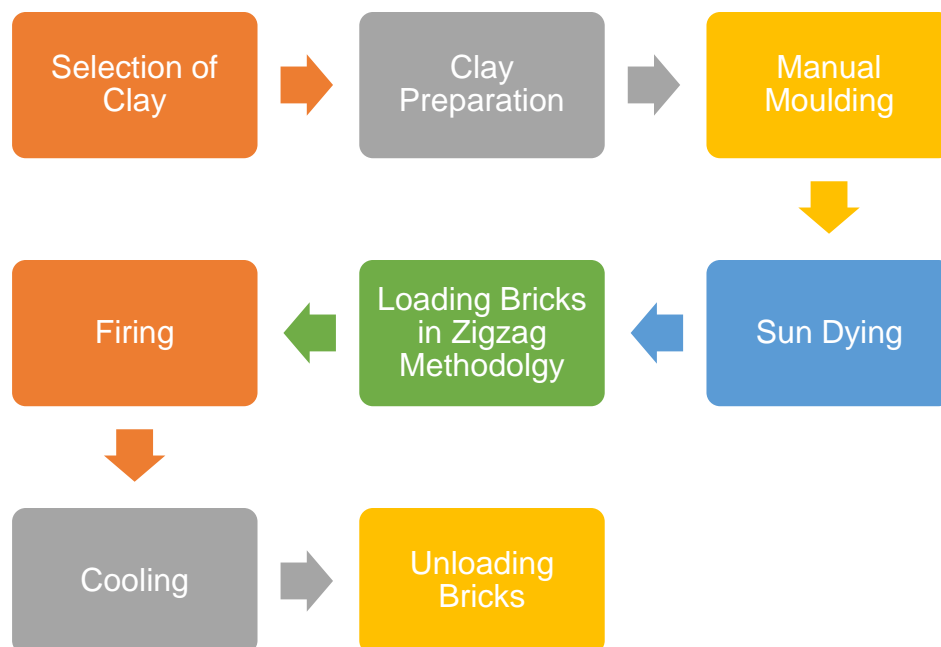 Selection of
Clay
Clay
Preparation
Manual
Moulding
Sun Dying
Loading Bricks
in Zigzag
Methodolgy
Firing
Cooling
Unloading
Bricks